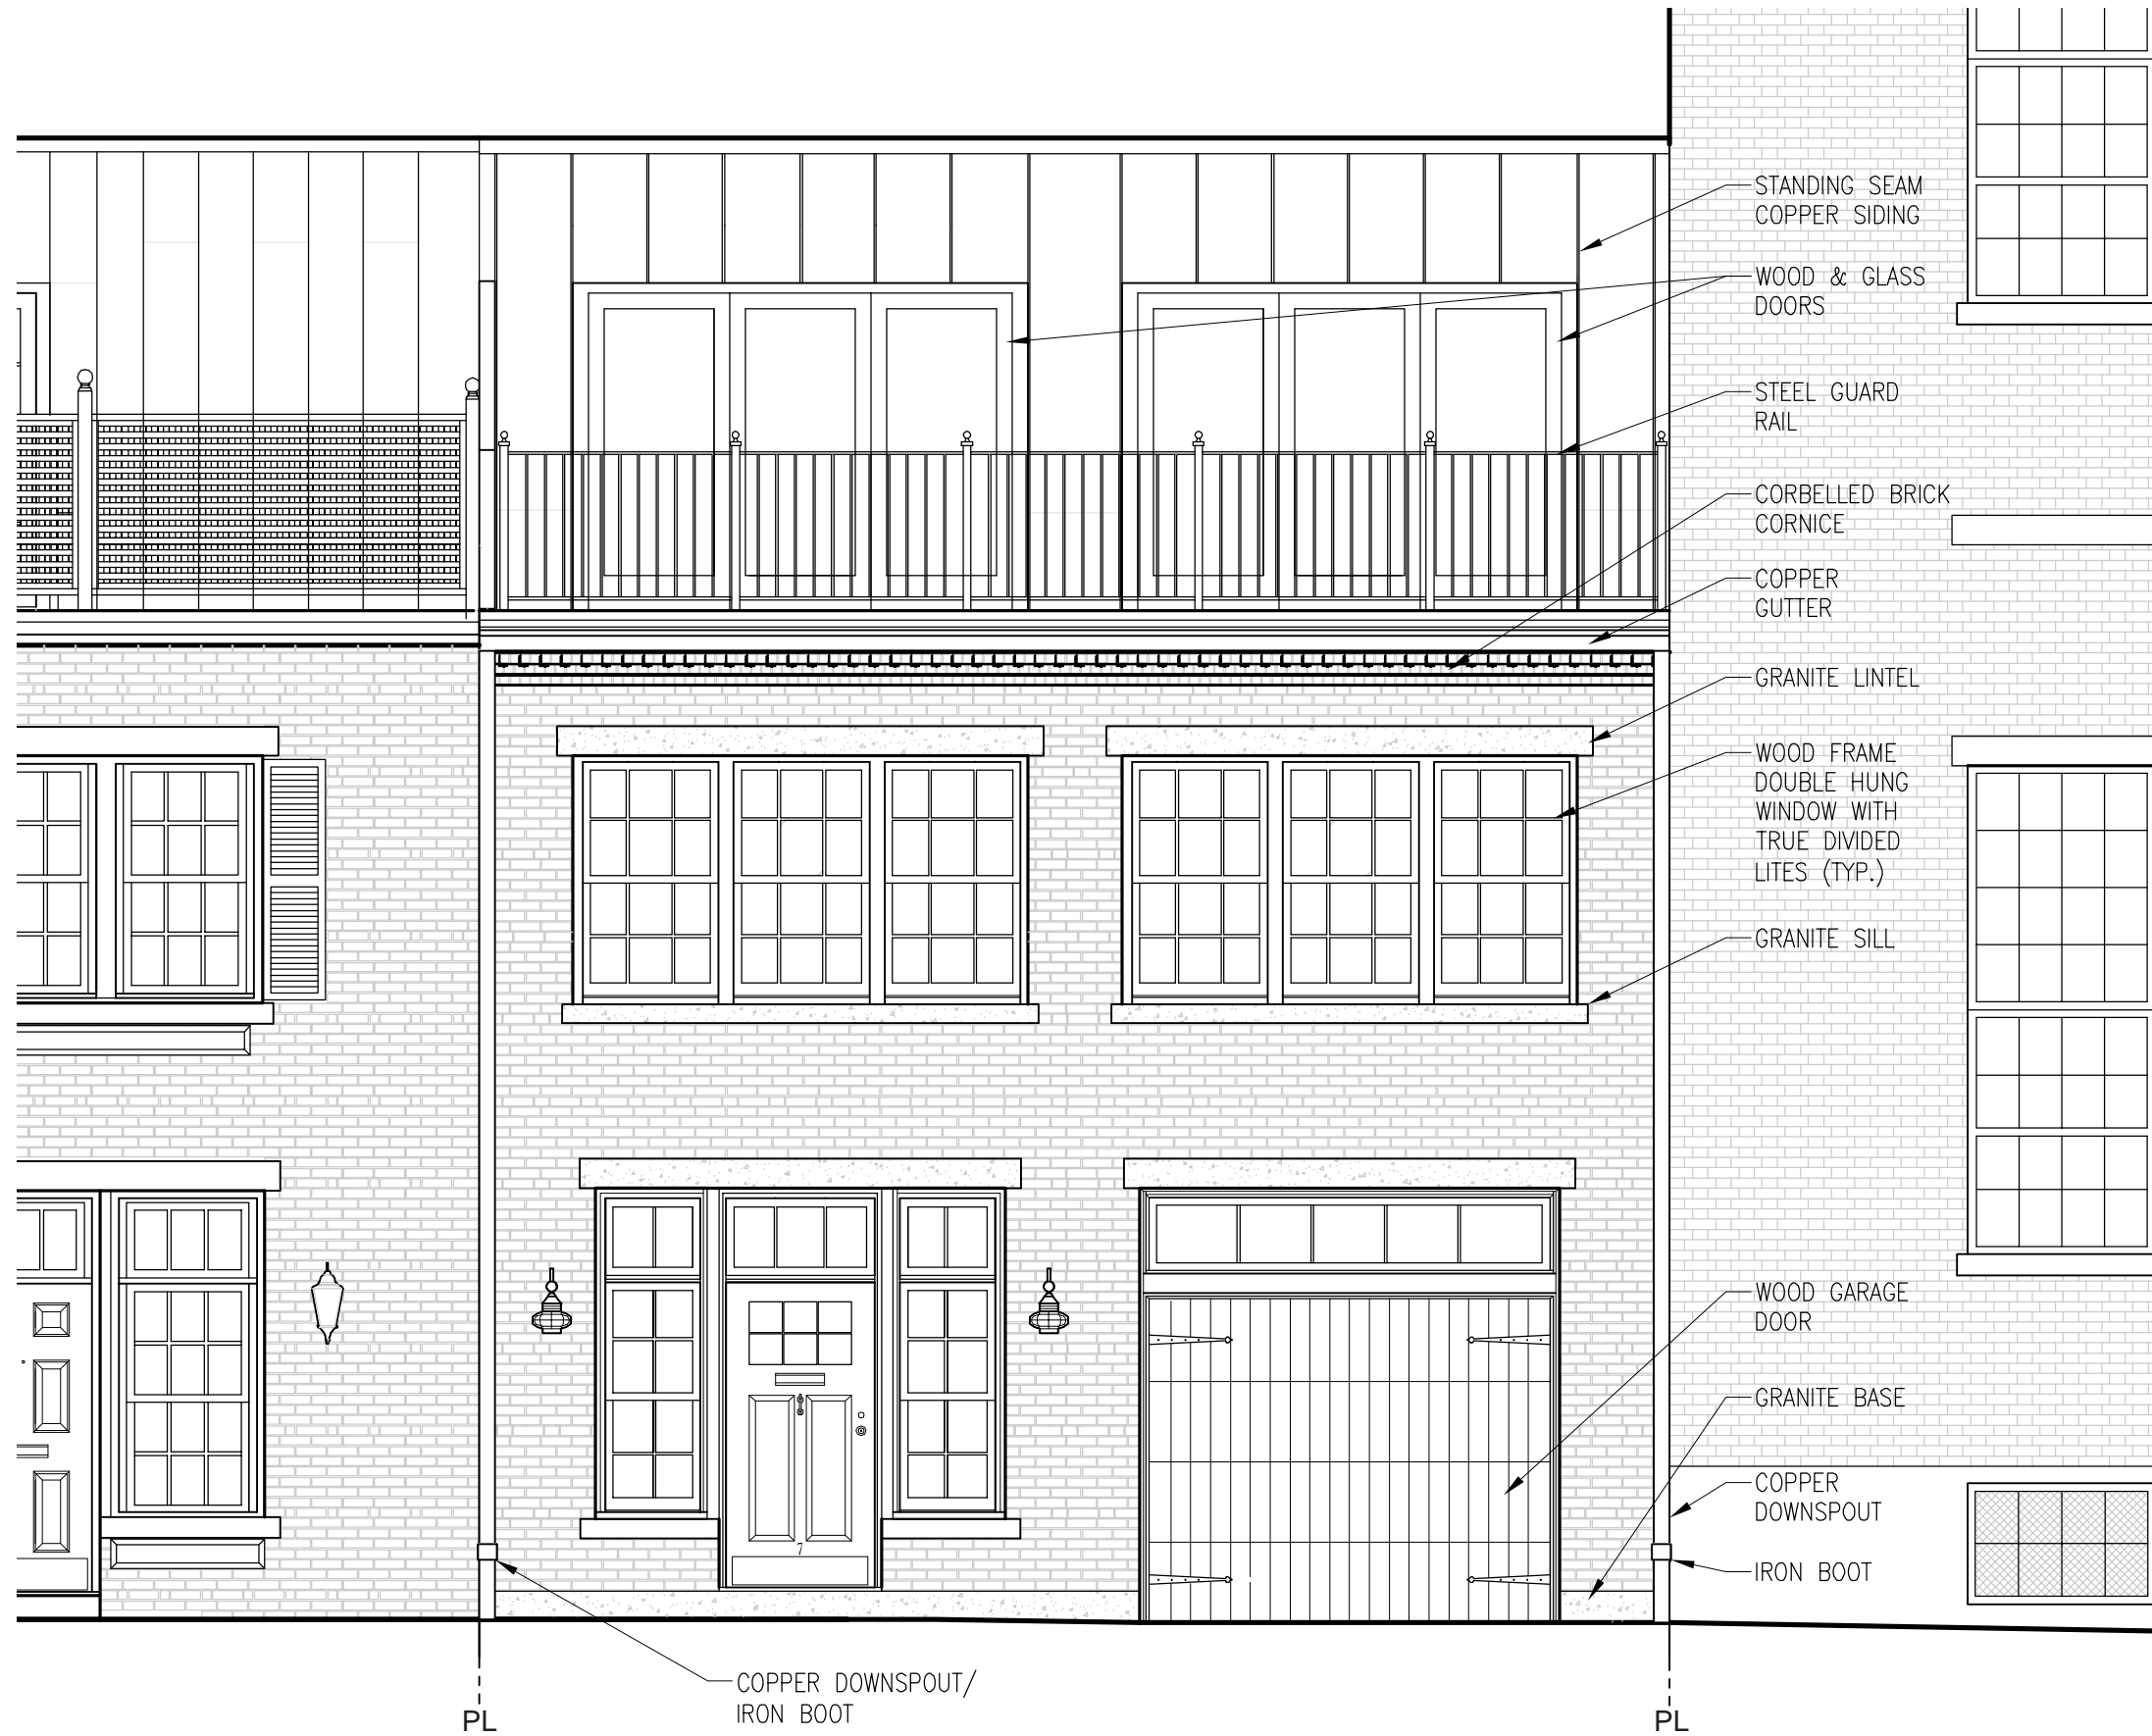 STANDING SEAM
COPPER SIDING
WOOD & GLASS
DOORS
STEEL GUARD
RAIL
CORBELLED BRICK
CORNICE
COPPER
GUTTER
GRANITE LINTEL
WOOD FRAME
DOUBLE HUNG
WINDOW WITH
TRUE DIVIDED
LITES (TYP.)
GRANITE SILL
WOOD GARAGE
DOOR
GRANITE BASE
COPPER
DOWNSPOUT
IRON BOOT
7
COPPER DOWNSPOUT/
IRON BOOT
PL
PL